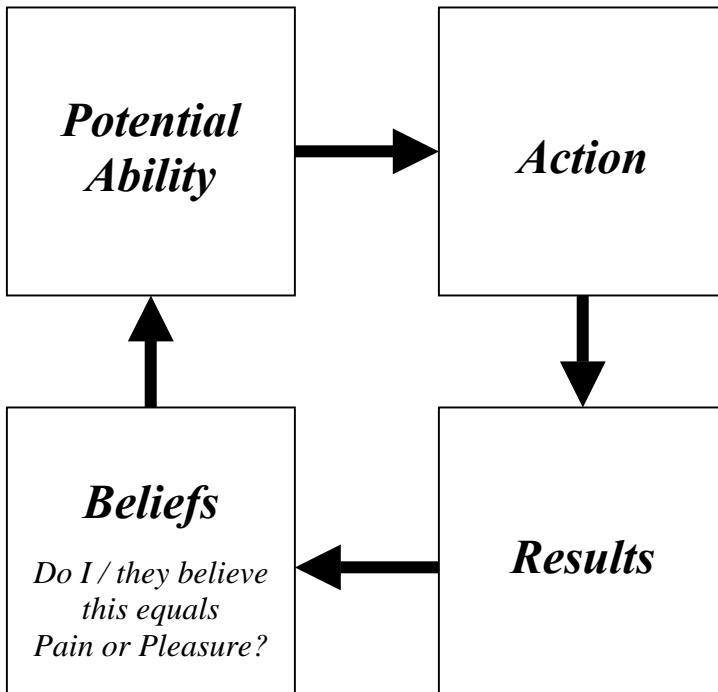 Potential
Ability
Action
Beliefs
Do I / they believe
this equals
Pain or Pleasure?
Results